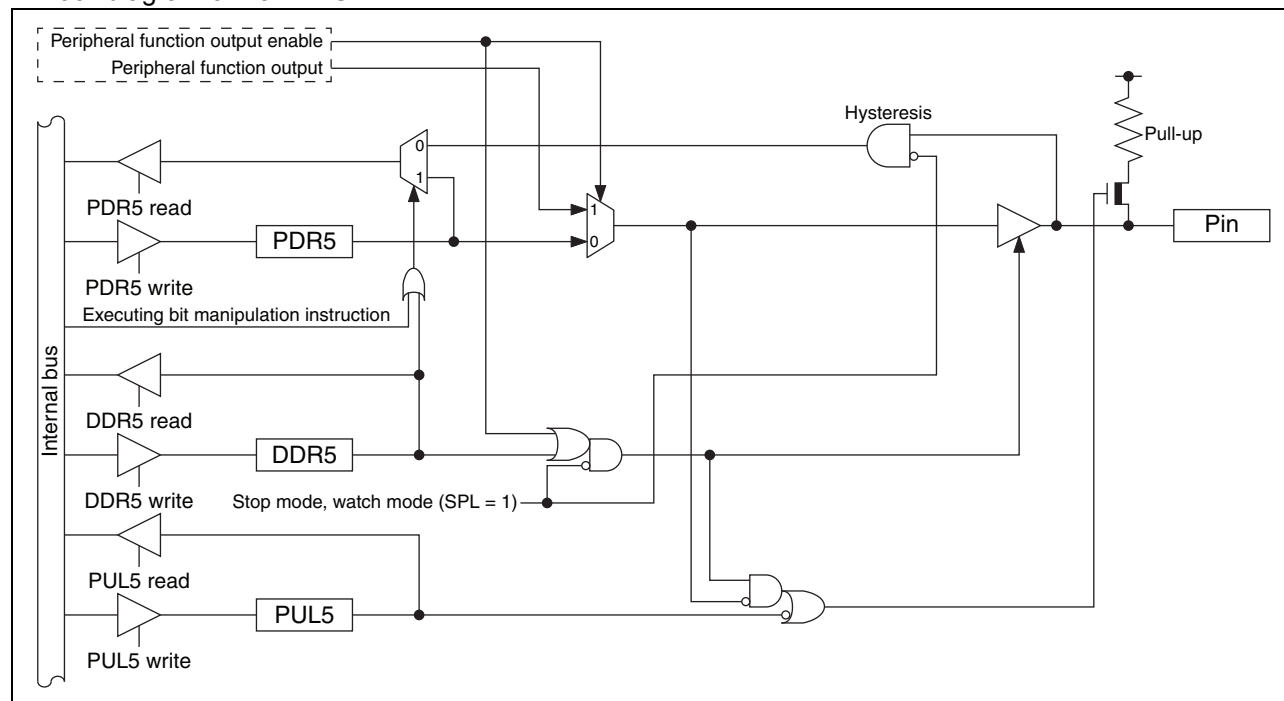 Peripheral function output enable
Peripheral function output
Hysteresis
Pull-up
0
1
PDR5 read
1
0
Pin
PDR5
PDR5 write
Executing bit manipulation instruction
Internal bus
DDR5 read
DDR5
DDR5 write
Stop mode, watch mode (SPL = 1)
PUL5 read
PUL5
PUL5 write